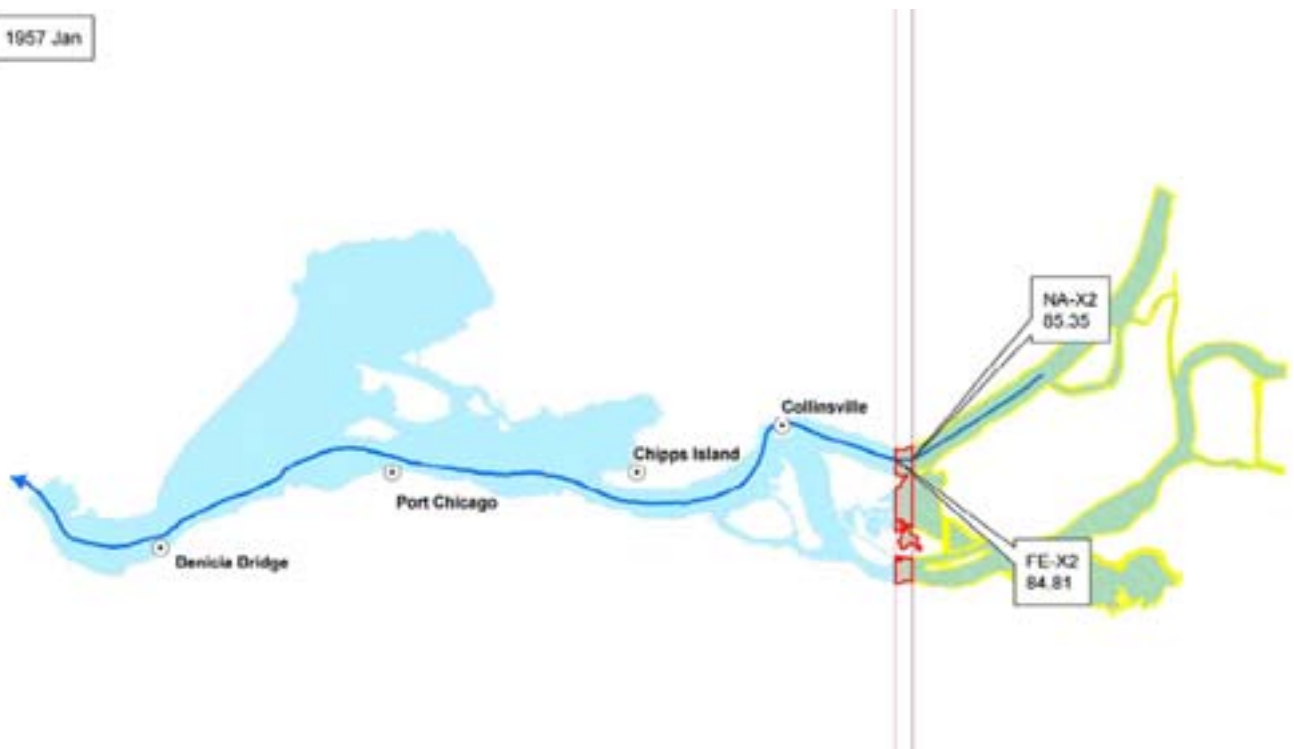 1957 Jan
NA-X2
85.35
Collinsville
Chipps Island
Port Chicago
Benicia Bridge
FE-X2
84.81